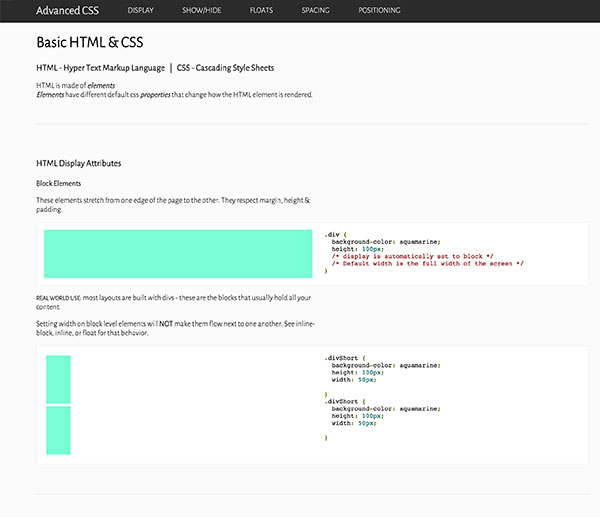 Advanced CSS DISPLAY SHOW/HIDE FLOATS SPACING POSITIONING
Basic HTML & CSS
HTML - Hyper Text Markup Language | CSS - Cascading Style Sheets
HTML is made of elements
Elements have different default css properties that change how the HTML element is rendered.
HTML Display Attributes
Block Elements
These elements stretch from one edge of the page to the other. They respect margin, height &
padding.
.div {
background-color: aquamarine;
height: 100px;
/* display is automatically set to block */
/* Default width is the full width of the screen */
}
REAL WORLD USE: most layouts are built with divs - these are the blocks that usually hold all your
content.
Setting width on block level elements will NOT make them flow next to one another. See inline-
block, inline, or float for that behavior.
.divShort {
background-color: aquamarine;
height: 100px;
width: 50px;
}
.divShort {
background-color: aquamarine;
height: 100px;
width: 50px;
}